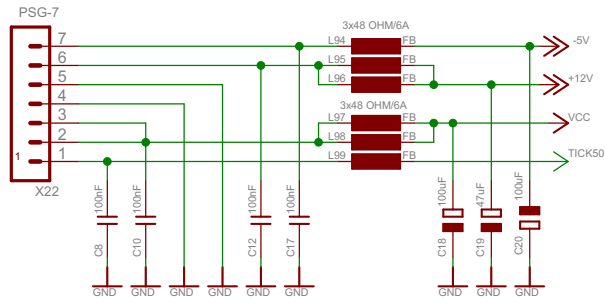 PSG-7
3x48 OHM/6A
7 L94 FB -5V
6 L95 FB
5 L96 FB +12V
4 3x48 OHM/6A
3 L97 FB VCC
2 L98 FB
1 1 L99 FB TICK50
X22
100nF 100nF 100nF 100nF 100uF 47uF 100uF
C8 C10 C12 C17 C18 C19 C20
GND GND GND GND GND GND GND GND GND